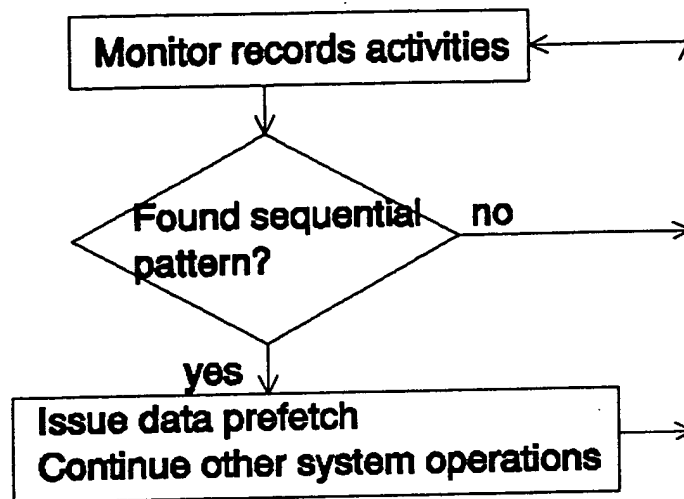 Monitor records activities
Found sequential
pattern?
no
yes
Issue data prefetch
Continue other system operations